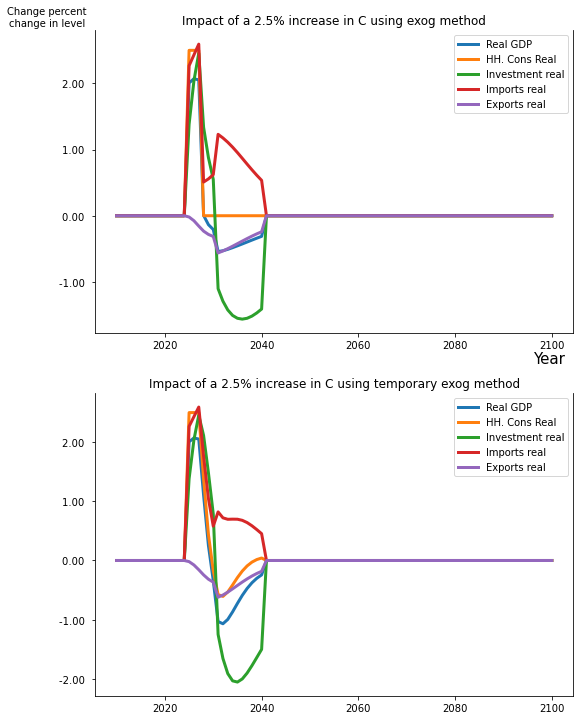 Change percent
change in level
Impact of a 2.5% increase in C using exog method
Real GDP
HH. Cons Real
Investment real
Imports real
Exports real
2.00
1.00
0.00
-1.00
2020 2040 2060 2080 2100
Year
Impact of a 2.5% increase in C using temporary exog method
Real GDP
HH. Cons Real
Investment real
Imports real
Exports real
2.00
1.00
0.00
-1.00
-2.00
2020 2040 2060 2080 2100